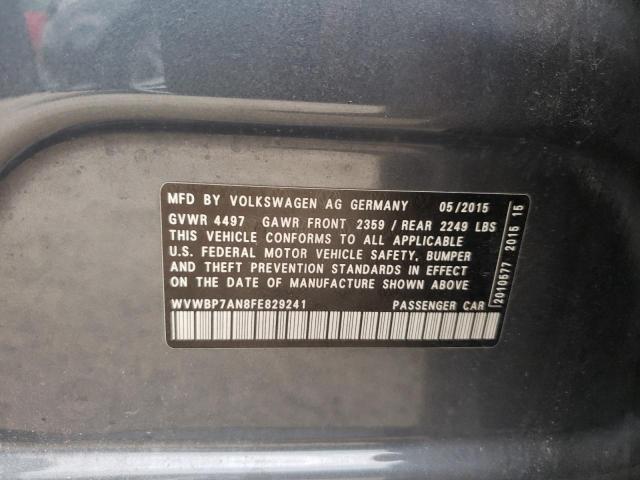 MFD BY VOLKSWAGEN AG GERMANY 05/2015
GVWR 4497 GAWR FRONT 2359 / REAR 2249 LBS
THIS VEHICLE CONFORMS TO ALL APPLICABLE
U.S. FEDERAL MOTOR VEHICLE SAFETY, BUMPER
AND THEFT PREVENTION STANDARDS IN EFFECT
ON THE DATE OF MANUFACTURE SHOWN ABOVE
WVWBP7AN8FE829241 PASSENGER CAR
2010577 2015 15